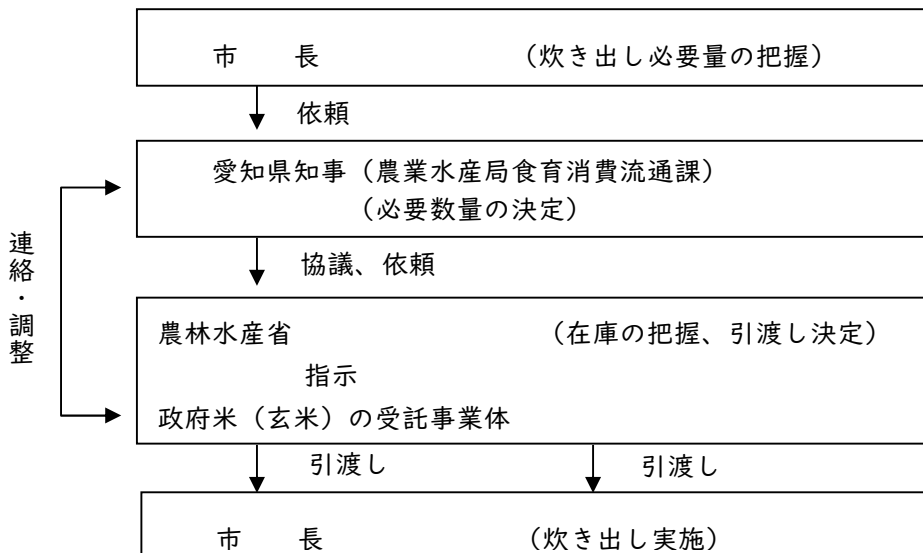 市　　長　　　　　　　（炊き出し必要量の把握）
依頼
愛知県知事（農業水産局食育消費流通課）
（必要数量の決定）
協議、依頼
連絡・調整
農林水産省　　　　　　　　　（在庫の把握、引渡し決定）
指示
政府米（玄米）の受託事業体
引渡し　　　　　　　　　　引渡し
市　　長　　　　　　　（炊き出し実施）